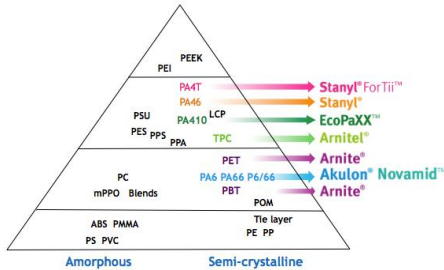 PEEK
PEI
PA4T Stanyl® ForTii™
PA46 Stanyl®
PSU PA410 LCP EcoPaXX™
PES PPS PPA TPC Arnitel®
PET Arnite®
PC PA6 PA66 P6/66 Akulon® Novamid™
mPPO Blends PBT Arnite®
POM
ABS PMMA Tie layer
PS PVC PE PP
Amorphous Semi-crystalline